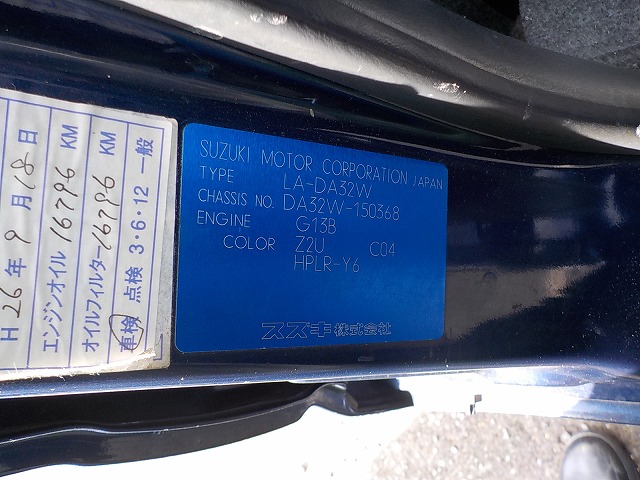 SUZUKI MOTOR CORPORATION JAPAN
TYPE LA-DA32W
CHASSIS NO. DA32W-150368
ENGINE G13B
COLOR Z2U C04
HPLR-Y6
スズキ株式会社
H 26年 9月 18日
エンジンオイル 16796 KM
オイルフィルター 16796 KM
車検 点検 3・6・12 一般